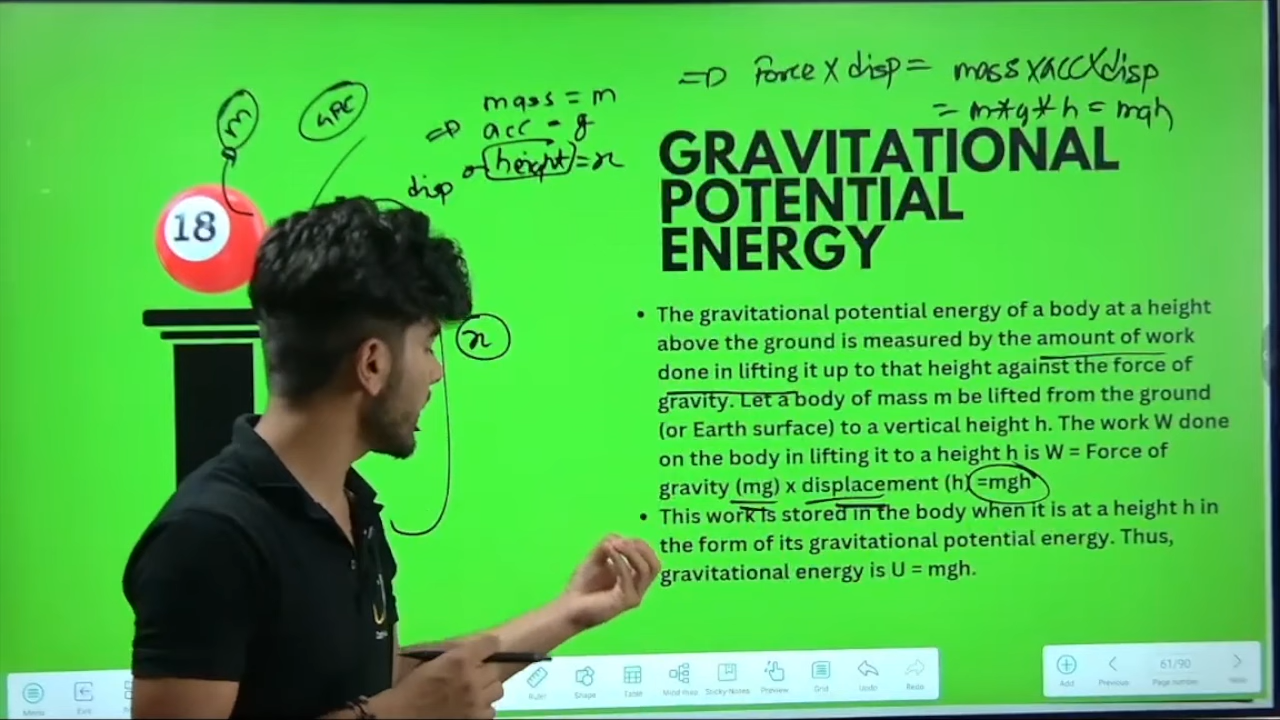 =D Force X disp = mass X acc X disp
= m*g*h = mgh
m
GPE
mass = m
=D acc = g
disp or height = x
18
x
GRAVITATIONAL
POTENTIAL
ENERGY
• The gravitational potential energy of a body at a height
above the ground is measured by the amount of work
done in lifting it up to that height against the force of
gravity. Let a body of mass m be lifted from the ground
(or Earth surface) to a vertical height h. The work W done
on the body in lifting it to a height h is W = Force of
gravity (mg) x displacement (h) =mgh
• This work is stored in the body when it is at a height h in
the form of its gravitational potential energy. Thus,
gravitational energy is U = mgh.
Menu Exit Ruler Shape Table Mind map Sticky Notes Preview Grid Undo Redo
61/90
Add Previous Page number Next